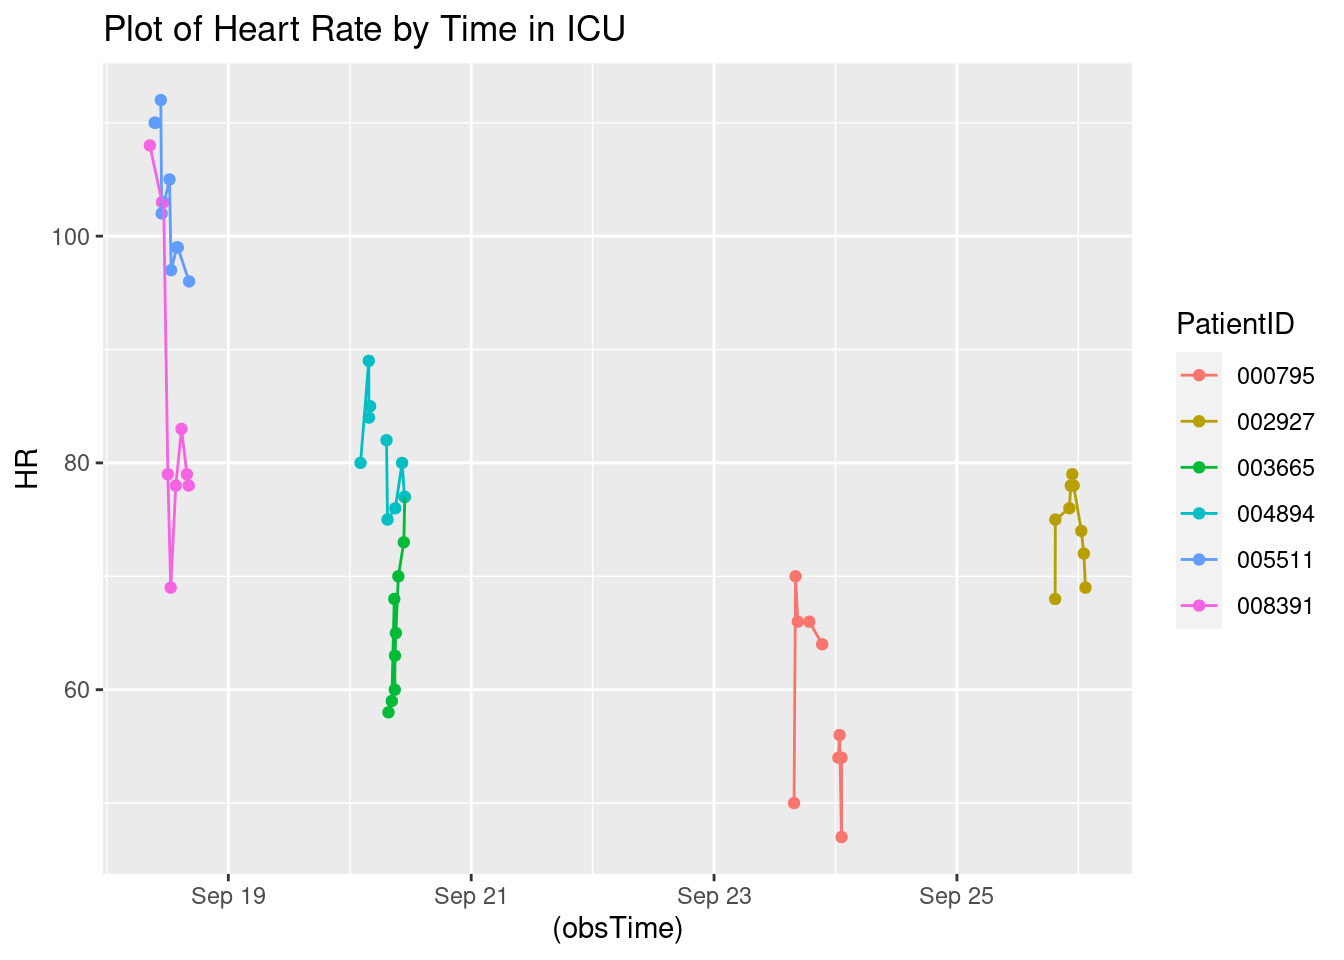 Plot of Heart Rate by Time in ICU
HR
100
80
60
Sep 19
Sep 21
Sep 23
Sep 25
(obsTime)
PatientID
000795
002927
003665
004894
005511
008391